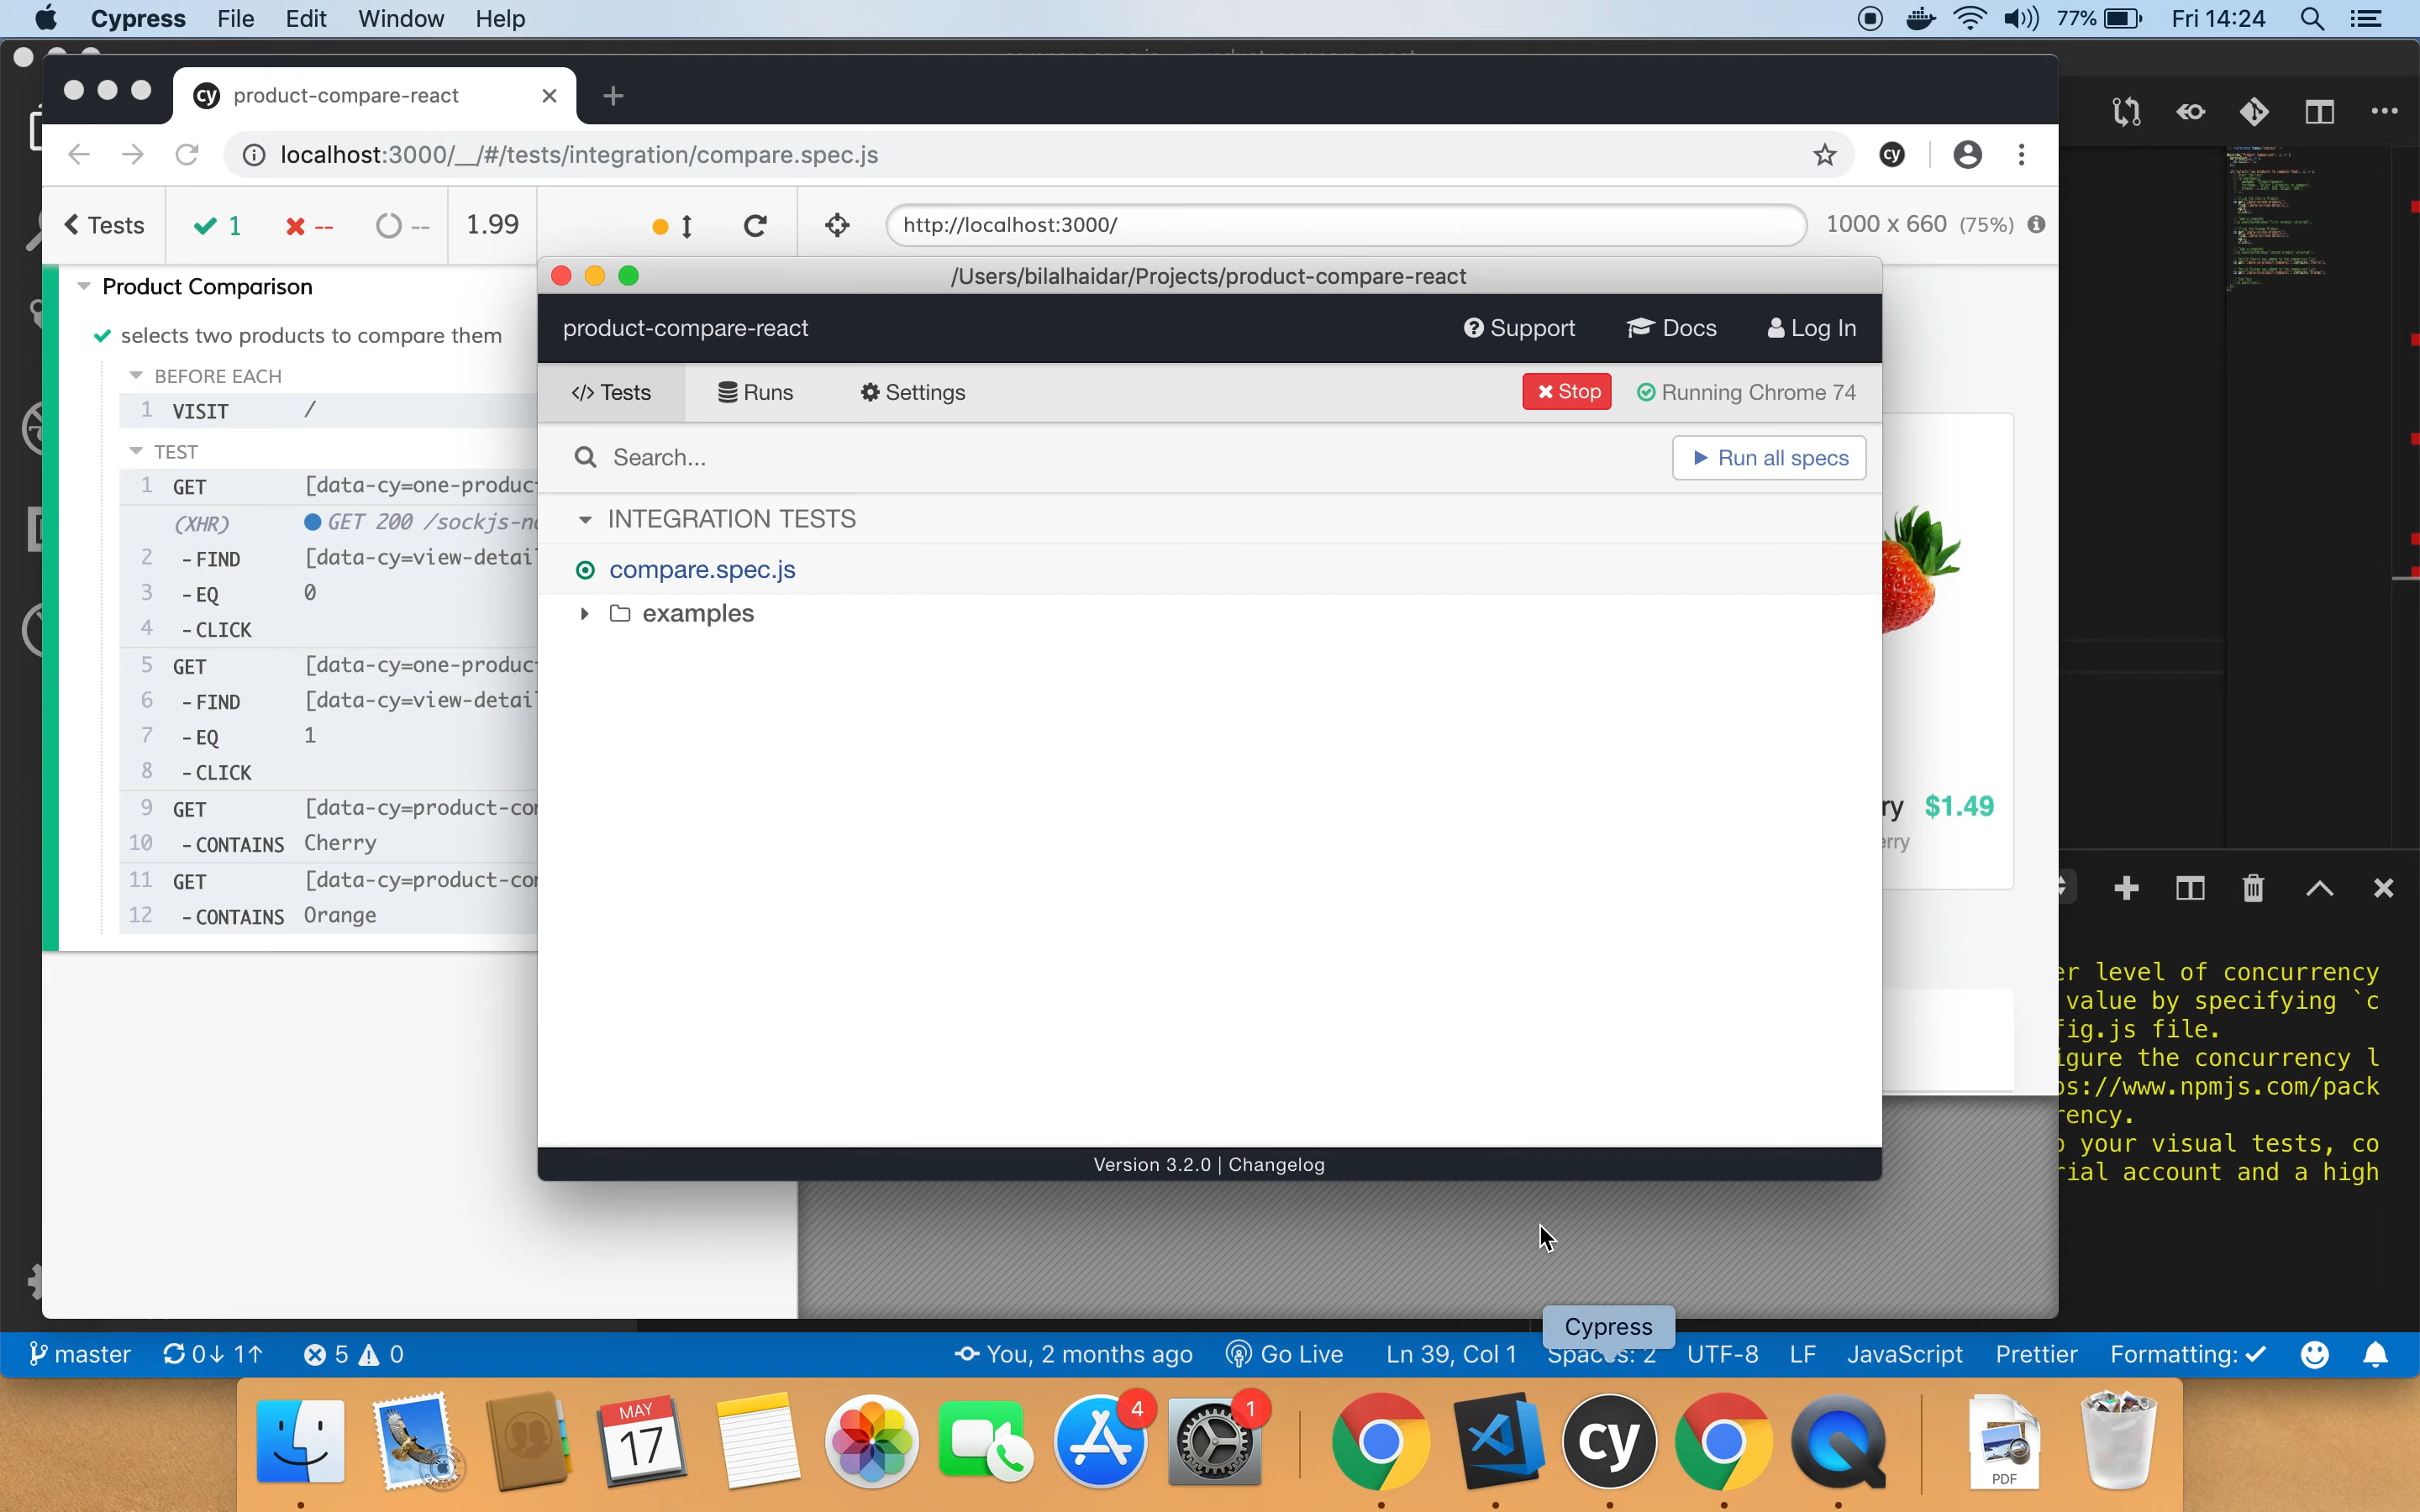 Cypress File Edit Window Help 77% Fri 14:24
product-compare-react
localhost:3000/__/#/tests/integration/compare.spec.js
Tests 1 -- -- 1.99 http://localhost:3000/ 1000 x 660 (75%)
/Users/bilalhaidar/Projects/product-compare-react
product-compare-react Support Docs Log In
</> Tests Runs Settings Stop Running Chrome 74
Search... Run all specs
INTEGRATION TESTS
compare.spec.js
examples
Version 3.2.0 | Changelog
Product Comparison
selects two products to compare them
BEFORE EACH
1 VISIT /
TEST
1 GET [data-cy=one-produc
(XHR) GET 200 /sockjs-n
2 -FIND [data-cy=view-detai
3 -EQ 0
4 -CLICK
5 GET [data-cy=one-produc
6 -FIND [data-cy=view-detai
7 -EQ 1
8 -CLICK
9 GET [data-cy=product-co
10 -CONTAINS Cherry
11 GET [data-cy=product-co
12 -CONTAINS Orange
ry $1.49
erry
er level of concurrency
value by specifying `c
fig.js file.
igure the concurrency l
ps://www.npmjs.com/pack
rency.
o your visual tests, co
rial account and a high
Cypress
master 0↓ 1↑ 5 0 You, 2 months ago Go Live Ln 39, Col 1 Spaces: 2 UTF-8 LF JavaScript Prettier Formatting: ✓
MAY
17
4
1
cy
PDF